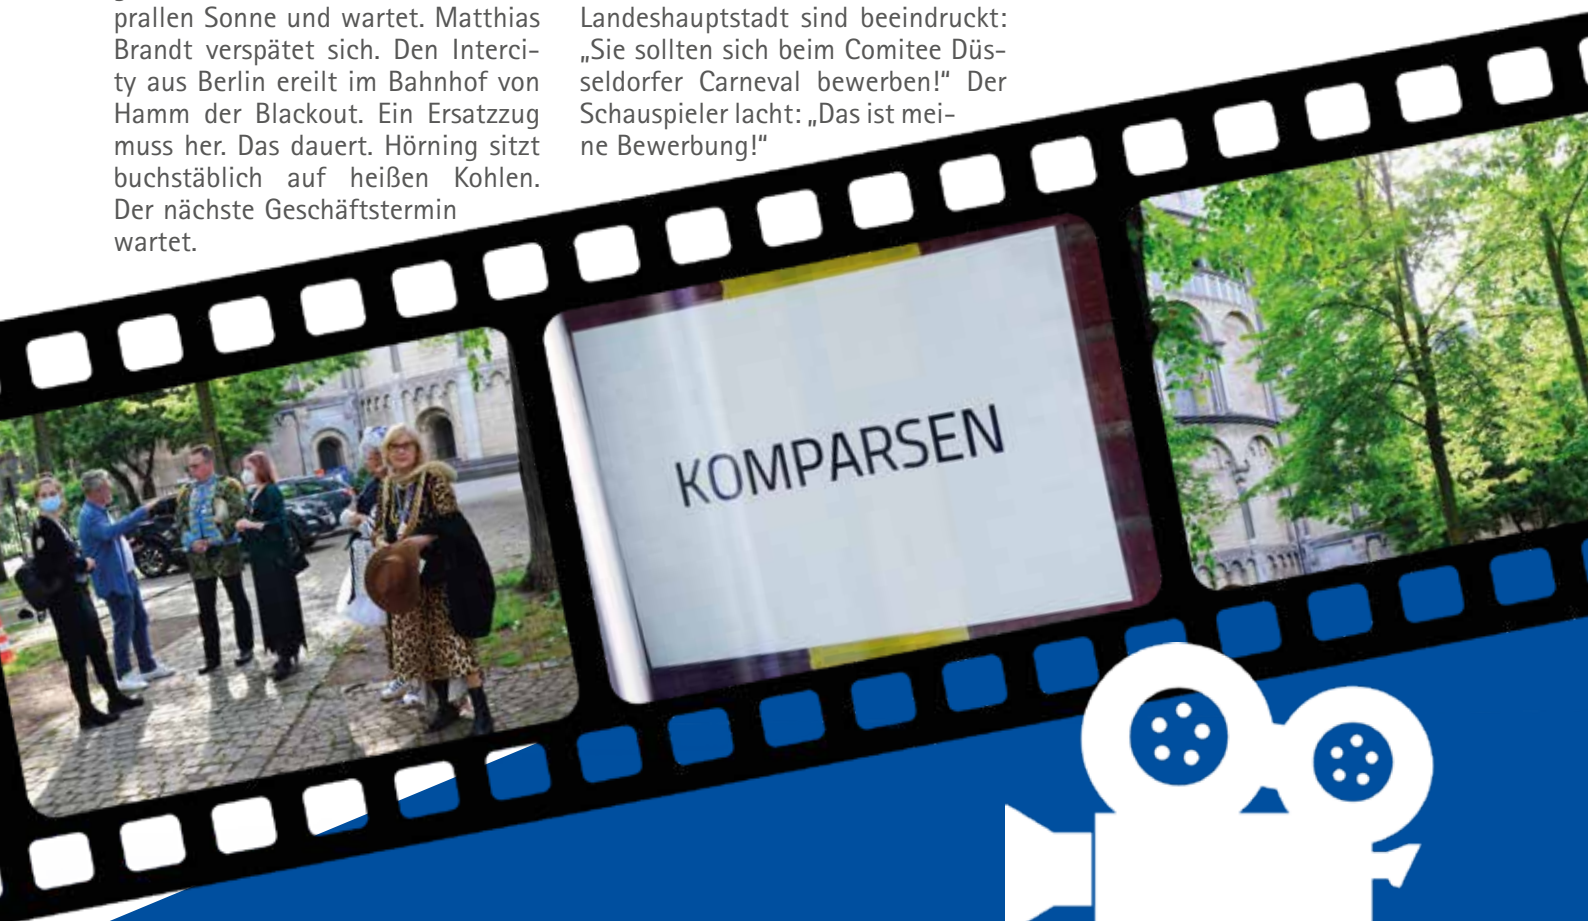 prallen Sonne und wartet. Matthias
Brandt verspätet sich. Den Interci-
ty aus Berlin ereilt im Bahnhof von
Hamm der Blackout. Ein Ersatzzug
muss her. Das dauert. Hörning sitzt
buchstäblich auf heißen Kohlen.
Der nächste Geschäftstermin
wartet.
Landeshauptstadt sind beeindruckt:
„Sie sollten sich beim Comitee Düs-
seldorfer Carneval bewerben!" Der
Schauspieler lacht: „Das ist mei-
ne Bewerbung!"
KOMPARSEN